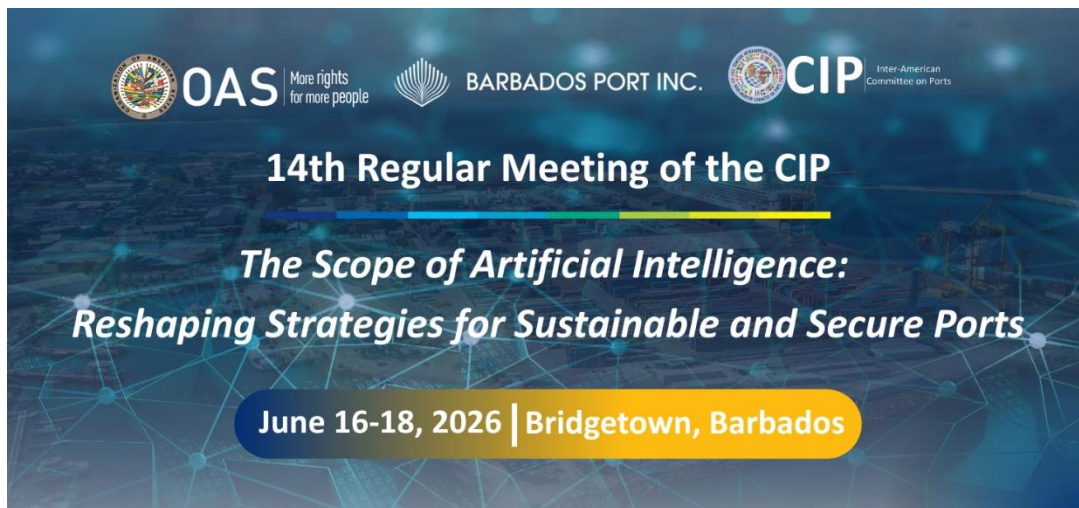 OAS
More rights
for more people
BARBADOS PORT INC.
CIP
Inter-American
Committee on Ports
14th Regular Meeting of the CIP
The Scope of Artificial Intelligence:
Reshaping Strategies for Sustainable and Secure Ports
June 16-18, 2026 | Bridgetown, Barbados